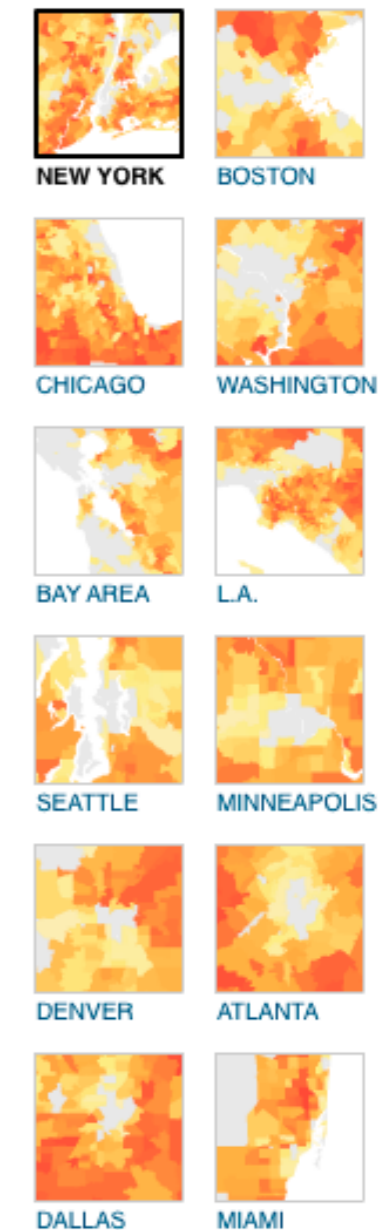 NEW YORK
BOSTON
CHICAGO
WASHINGTON
BAY AREA
L.A.
SEATTLE
MINNEAPOLIS
DENVER
ATLANTA
DALLAS
MIAMI